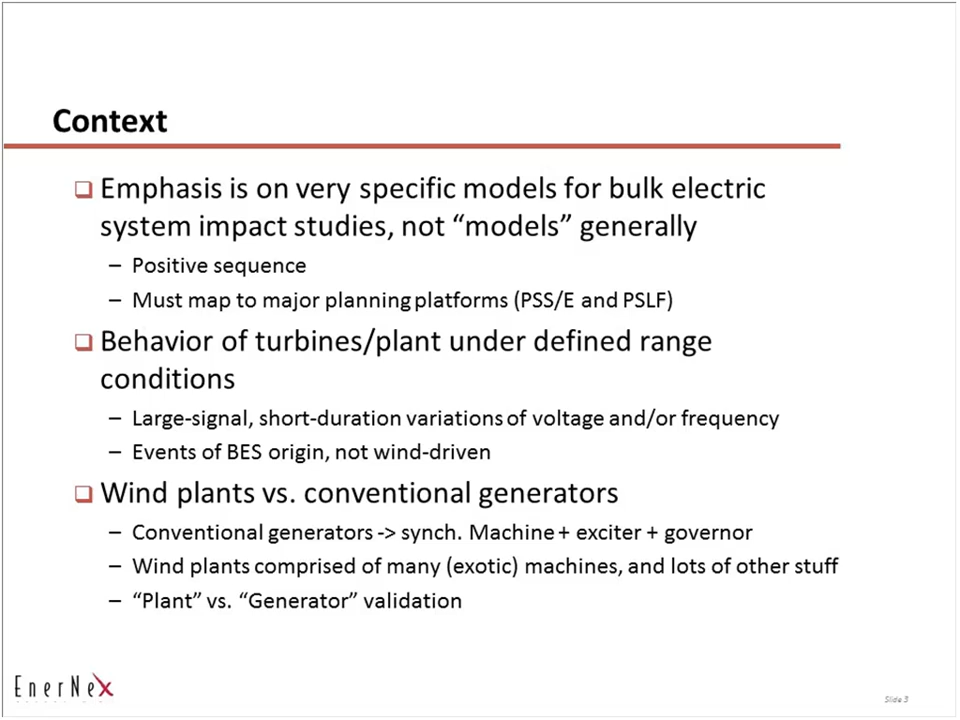 Context
Emphasis is on very specific models for bulk electric
system impact studies, not “models” generally
– Positive sequence
– Must map to major planning platforms (PSS/E and PSLF)
Behavior of turbines/plant under defined range
conditions
– Large-signal, short-duration variations of voltage and/or frequency
– Events of BES origin, not wind-driven
Wind plants vs. conventional generators
– Conventional generators -> synch. Machine + exciter + governor
– Wind plants comprised of many (exotic) machines, and lots of other stuff
– “Plant” vs. “Generator” validation
EnerNex
Slide 3